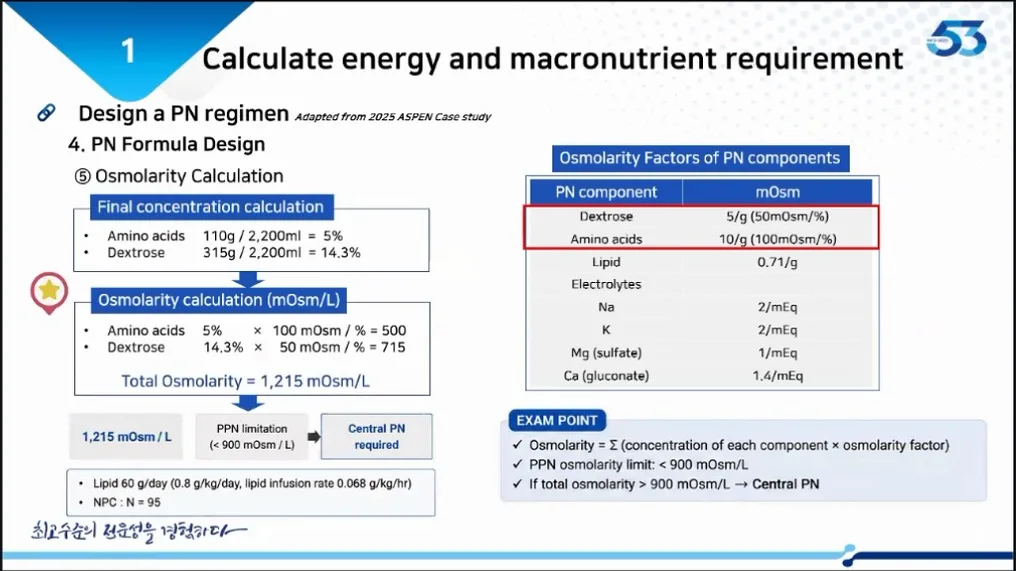 1
Calculate energy and macronutrient requirement
53
Design a PN regimen Adapted from 2025 ASPEN Case study
4. PN Formula Design
⑤ Osmolarity Calculation
Final concentration calculation
• Amino acids 110g / 2,200ml = 5%
• Dextrose 315g / 2,200ml = 14.3%
Osmolarity calculation (mOsm/L)
• Amino acids 5% × 100 mOsm / % = 500
• Dextrose 14.3% × 50 mOsm / % = 715
Total Osmolarity = 1,215 mOsm/L
1,215 mOsm / L
PPN limitation
(< 900 mOsm / L)
Central PN
required
• Lipid 60 g/day (0.8 g/kg/day, lipid infusion rate 0.068 g/kg/hr)
• NPC : N = 95
최고수준의 전문성을 경험하다
Osmolarity Factors of PN components
PN component mOsm
Dextrose 5/g (50mOsm/%)
Amino acids 10/g (100mOsm/%)
Lipid 0.71/g
Electrolytes
Na 2/mEq
K 2/mEq
Mg (sulfate) 1/mEq
Ca (gluconate) 1.4/mEq
EXAM POINT
✓ Osmolarity = Σ (concentration of each component × osmolarity factor)
✓ PPN osmolarity limit: < 900 mOsm/L
✓ If total osmolarity > 900 mOsm/L → Central PN